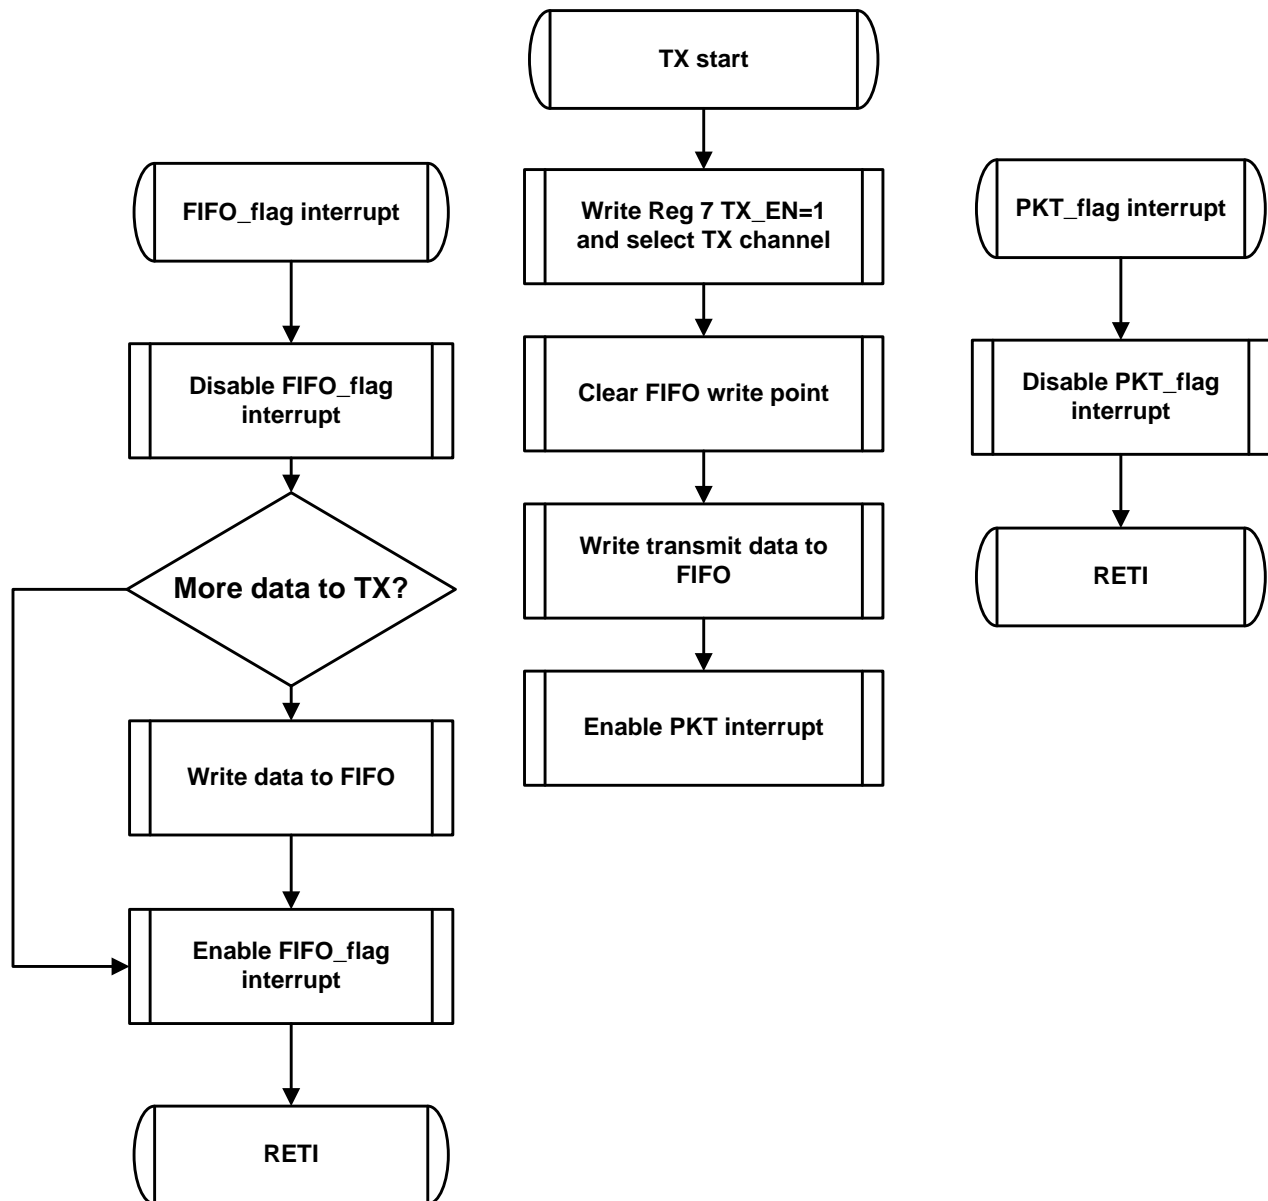 TX start
Write Reg 7 TX_EN=1
and select TX channel
Clear FIFO write point
Write transmit data to
FIFO
Enable PKT interrupt
FIFO_flag interrupt
Disable FIFO_flag
interrupt
More data to TX?
Write data to FIFO
Enable FIFO_flag
interrupt
RETI
PKT_flag interrupt
Disable PKT_flag
interrupt
RETI